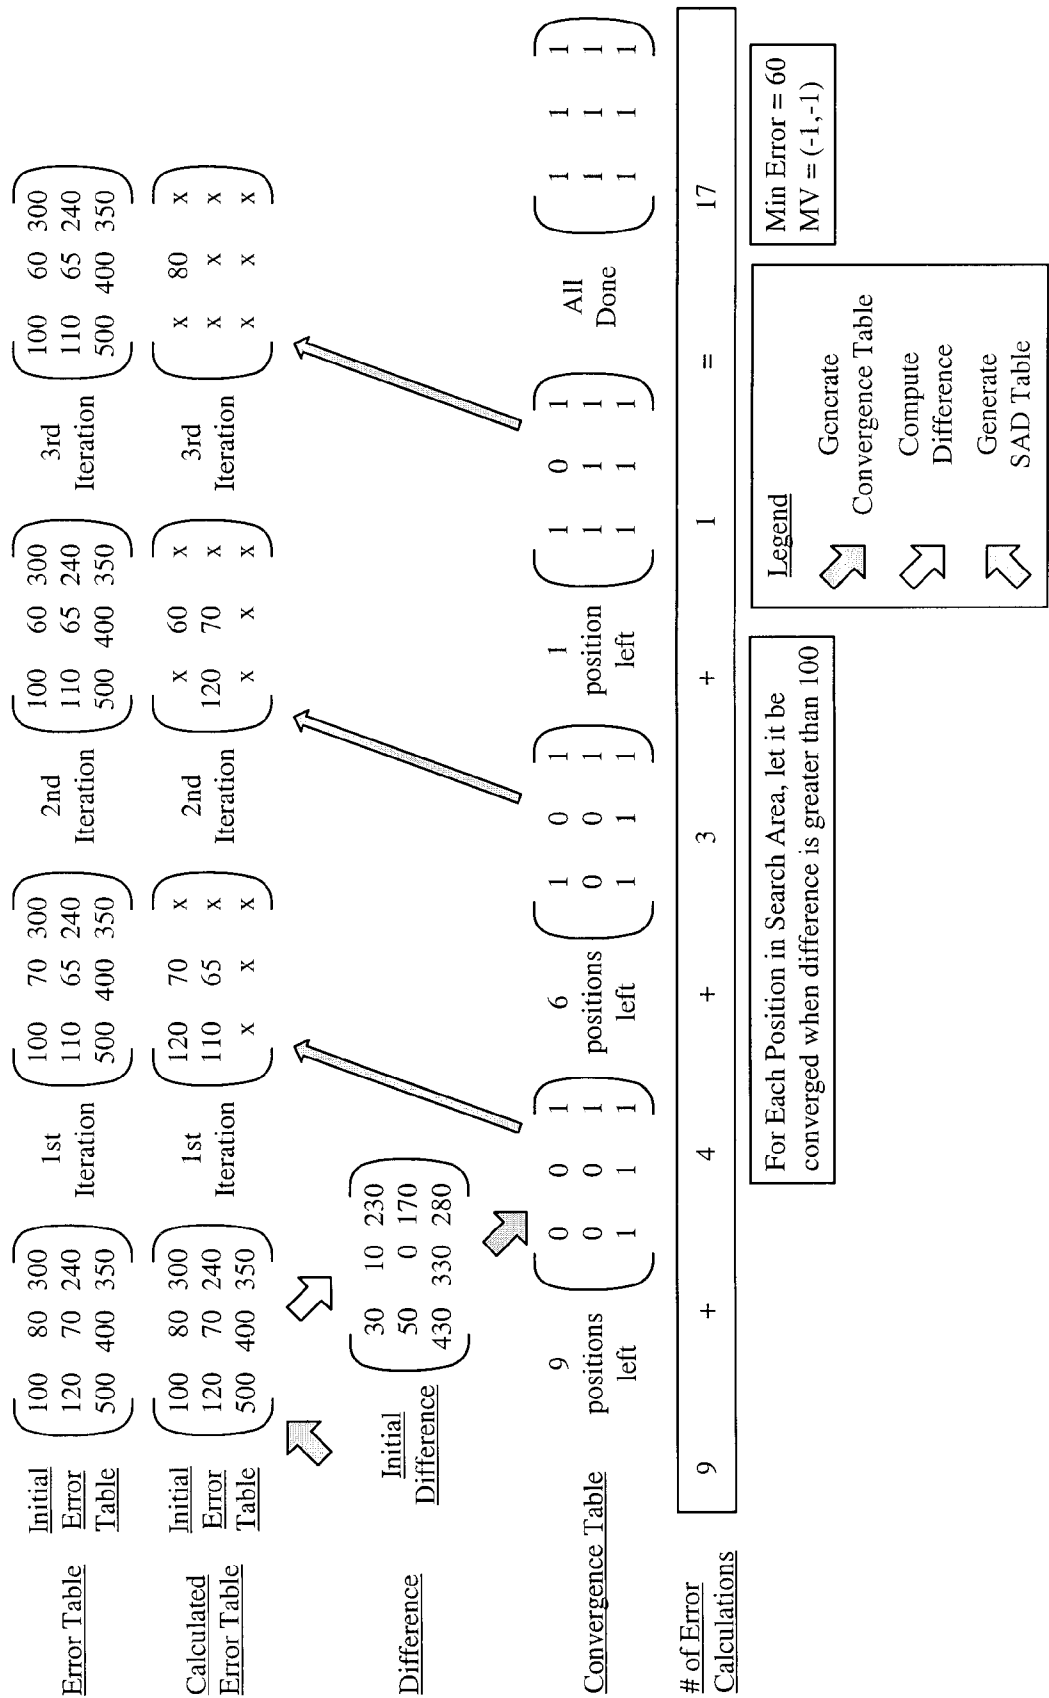 Error Table
Initial
Error
Table
100 80 300
120 70 240
500 400 350
1st
Iteration
100 70 300
110 65 240
500 400 350
2nd
Iteration
100 60 300
110 65 240
500 400 350
3rd
Iteration
100 60 300
110 65 240
500 400 350
Calculated
Error Table
Initial
Error
Table
100 80 300
120 70 240
500 400 350
1st
Iteration
120 70 x
110 65 x
x x x
2nd
Iteration
x 60 x
120 70 x
x x x
3rd
Iteration
x 80 x
x x x
x x x
Difference
Initial
Difference
30 10 230
50 0 170
430 330 280
Convergence Table
9
positions
left
0 0 1
0 0 1
1 1 1
6
positions
left
1 0 1
0 0 1
1 1 1
1
position
left
1 0 1
1 1 1
1 1 1
All
Done
1 1 1
1 1 1
1 1 1
# of Error
Calculations
9 + 4 + 3 + 1 = 17
For Each Position in Search Area, let it be
converged when difference is greater than 100
Legend
Generate
Convergence Table
Compute
Difference
Generate
SAD Table
Min Error = 60
MV = (-1,-1)